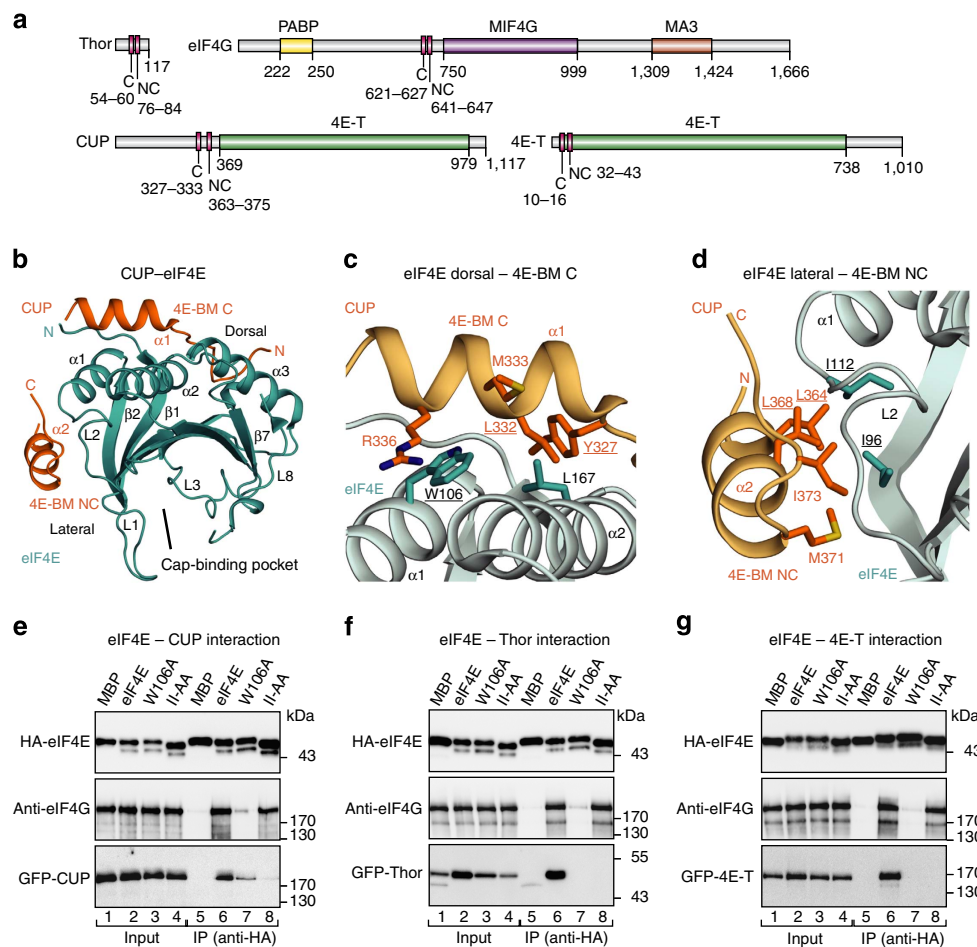 a
Thor
117
C
NC
54–60
76–84
eIF4G
PABP
MIF4G
MA3
222
250
750
999
1,309
1,424
1,666
C
NC
621–627
641–647
CUP
4E-T
369
979
1,117
C
NC
327–333
363–375
4E-T
4E-T
738
1,010
C
NC
32–43
10–16
b
CUP–eIF4E
CUP
4E-BM C
N
α1
Dorsal
N
α1
α2
α3
C
β2
β1
α2
L2
β7
L3
L8
4E-BM NC
Lateral
L1
eIF4E
Cap-binding pocket
c
eIF4E dorsal – 4E-BM C
CUP
4E-BM C
α1
M333
R336
L332
Y327
eIF4E
L167
W106
α2
α1
d
eIF4E lateral – 4E-BM NC
CUP
C
α1
N
I112
L368
L364
L2
I96
α2
I373
M371
4E-BM NC
eIF4E
e
eIF4E – CUP interaction
MBP
eIF4E
W106A
II-AA
MBP
eIF4E
W106A
II-AA
kDa
HA-eIF4E
43
Anti-eIF4G
170
130
GFP-CUP
170
130
1 2 3 4 5 6 7 8
Input
IP (anti-HA)
f
eIF4E – Thor interaction
MBP
eIF4E
W106A
II-AA
MBP
eIF4E
W106A
II-AA
kDa
HA-eIF4E
43
Anti-eIF4G
170
130
GFP-Thor
55
43
1 2 3 4 5 6 7 8
Input
IP (anti-HA)
g
eIF4E – 4E-T interaction
MBP
eIF4E
W106A
II-AA
MBP
eIF4E
W106A
II-AA
kDa
HA-eIF4E
43
Anti-eIF4G
170
130
GFP-4E-T
170
130
1 2 3 4 5 6 7 8
Input
IP (anti-HA)